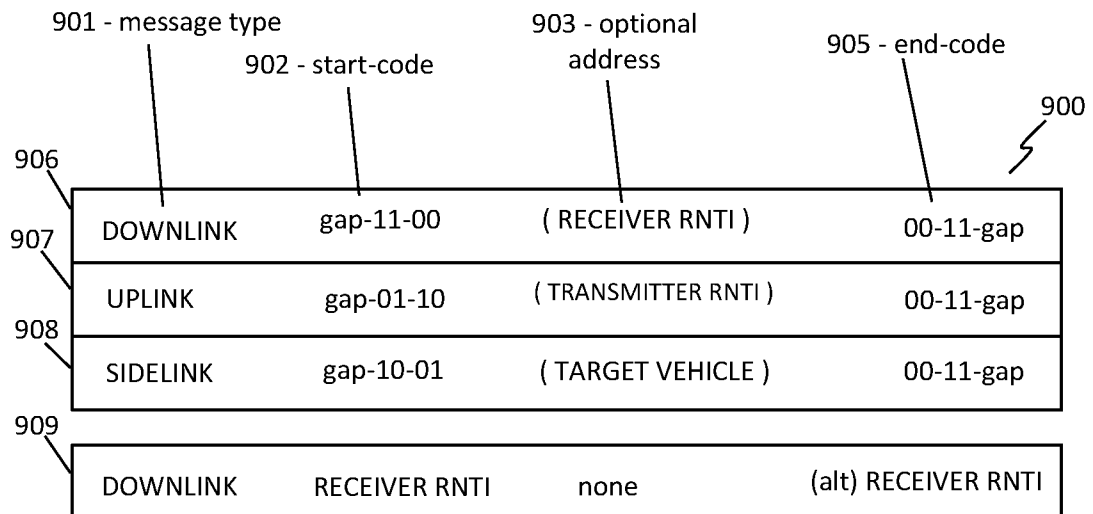 901 - message type
902 - start-code
903 - optional address
905 - end-code
900
906
DOWNLINK gap-11-00 ( RECEIVER RNTI ) 00-11-gap
907
UPLINK gap-01-10 ( TRANSMITTER RNTI ) 00-11-gap
908
SIDELINK gap-10-01 ( TARGET VEHICLE ) 00-11-gap
909
DOWNLINK RECEIVER RNTI none (alt) RECEIVER RNTI